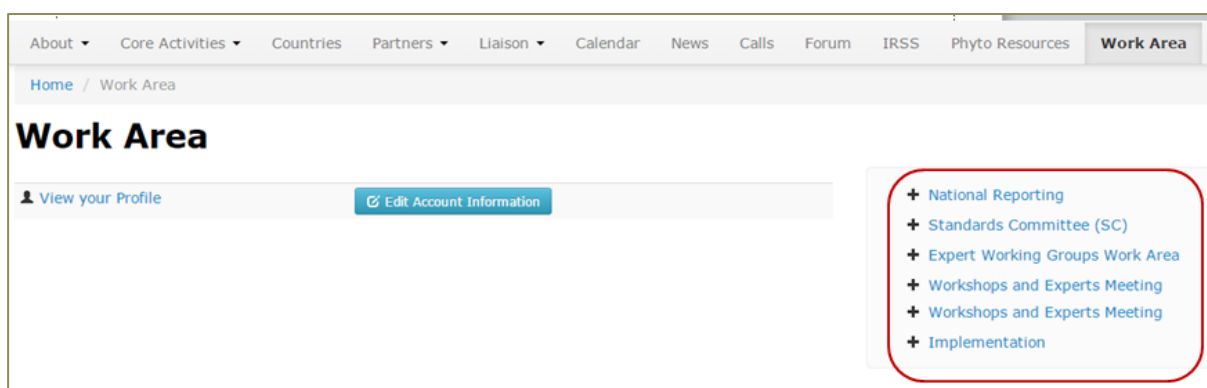 About Core Activities Countries Partners Liaison Calendar News Calls Forum IRSS Phyto Resources Work Area
Home / Work Area
Work Area
View your Profile
Edit Account Information
National Reporting
Standards Committee (SC)
Expert Working Groups Work Area
Workshops and Experts Meeting
Workshops and Experts Meeting
Implementation